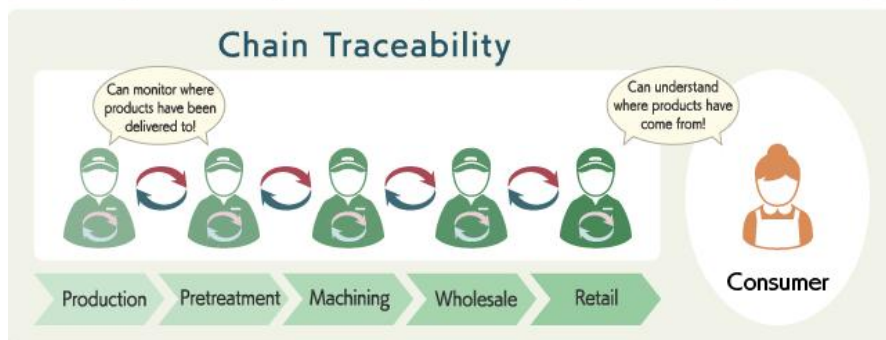 Chain Traceability
Can monitor where
products have been
delivered to!
Can understand
where products have
come from!
Production
Pretreatment
Machining
Wholesale
Retail
Consumer